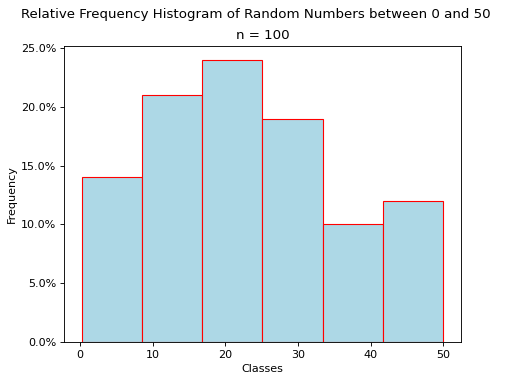 Relative Frequency Histogram of Random Numbers between 0 and 50
n = 100
25.0%
20.0%
15.0%
10.0%
5.0%
0.0%
Frequency
0 10 20 30 40 50
Classes